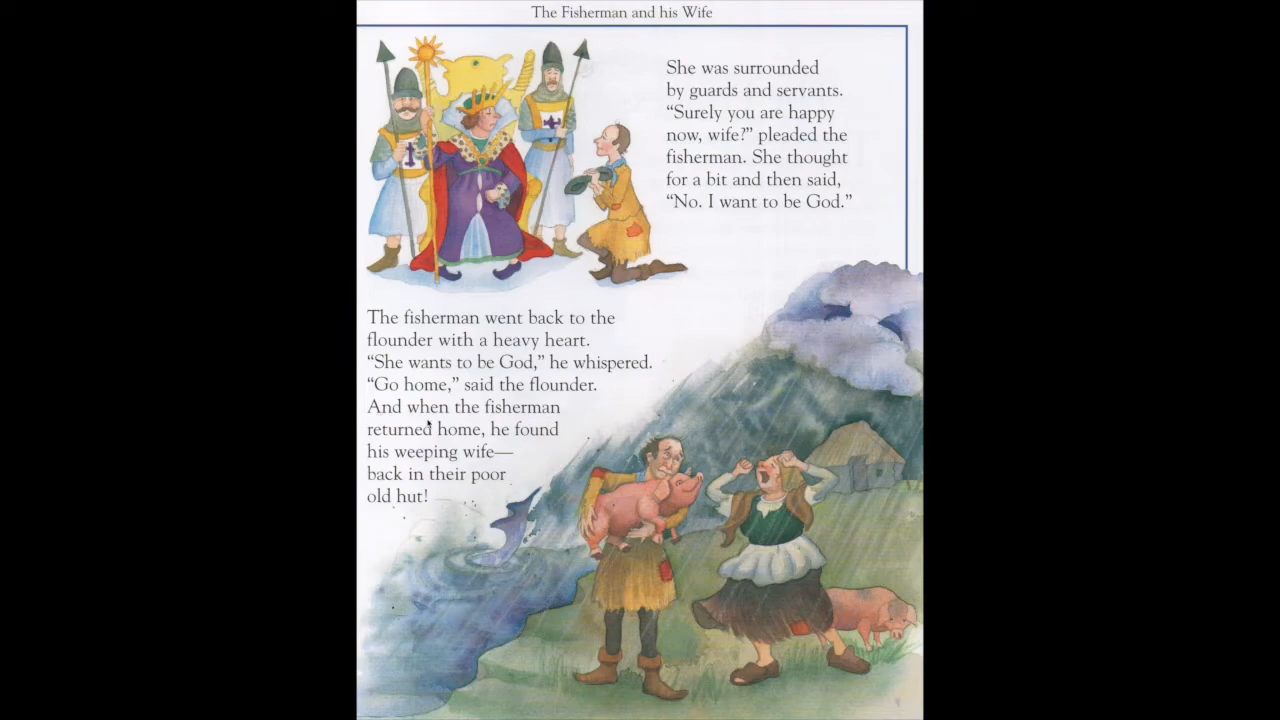 The Fisherman and his Wife
She was surrounded
by guards and servants.
“Surely you are happy
now, wife?” pleaded the
fisherman. She thought
for a bit and then said,
“No. I want to be God.”
The fisherman went back to the
flounder with a heavy heart.
“She wants to be God,” he whispered.
“Go home,” said the flounder.
And when the fisherman
returned home, he found
his weeping wife—
back in their poor
old hut!